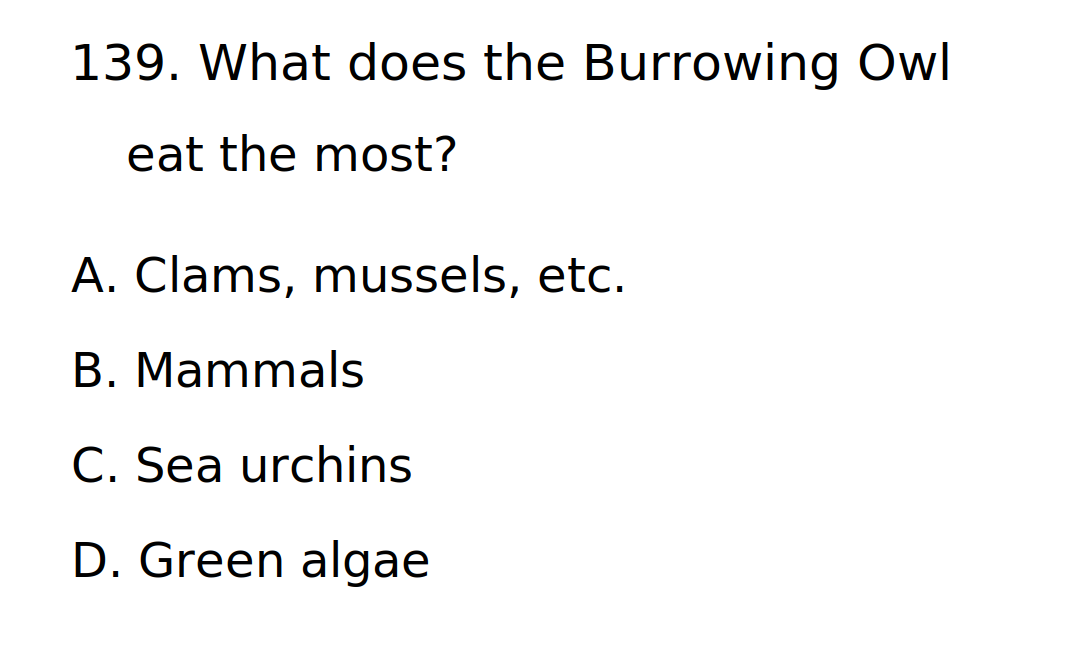 139. What does the Burrowing Owl
eat the most?
A. Clams, mussels, etc.
B. Mammals
C. Sea urchins
D. Green algae